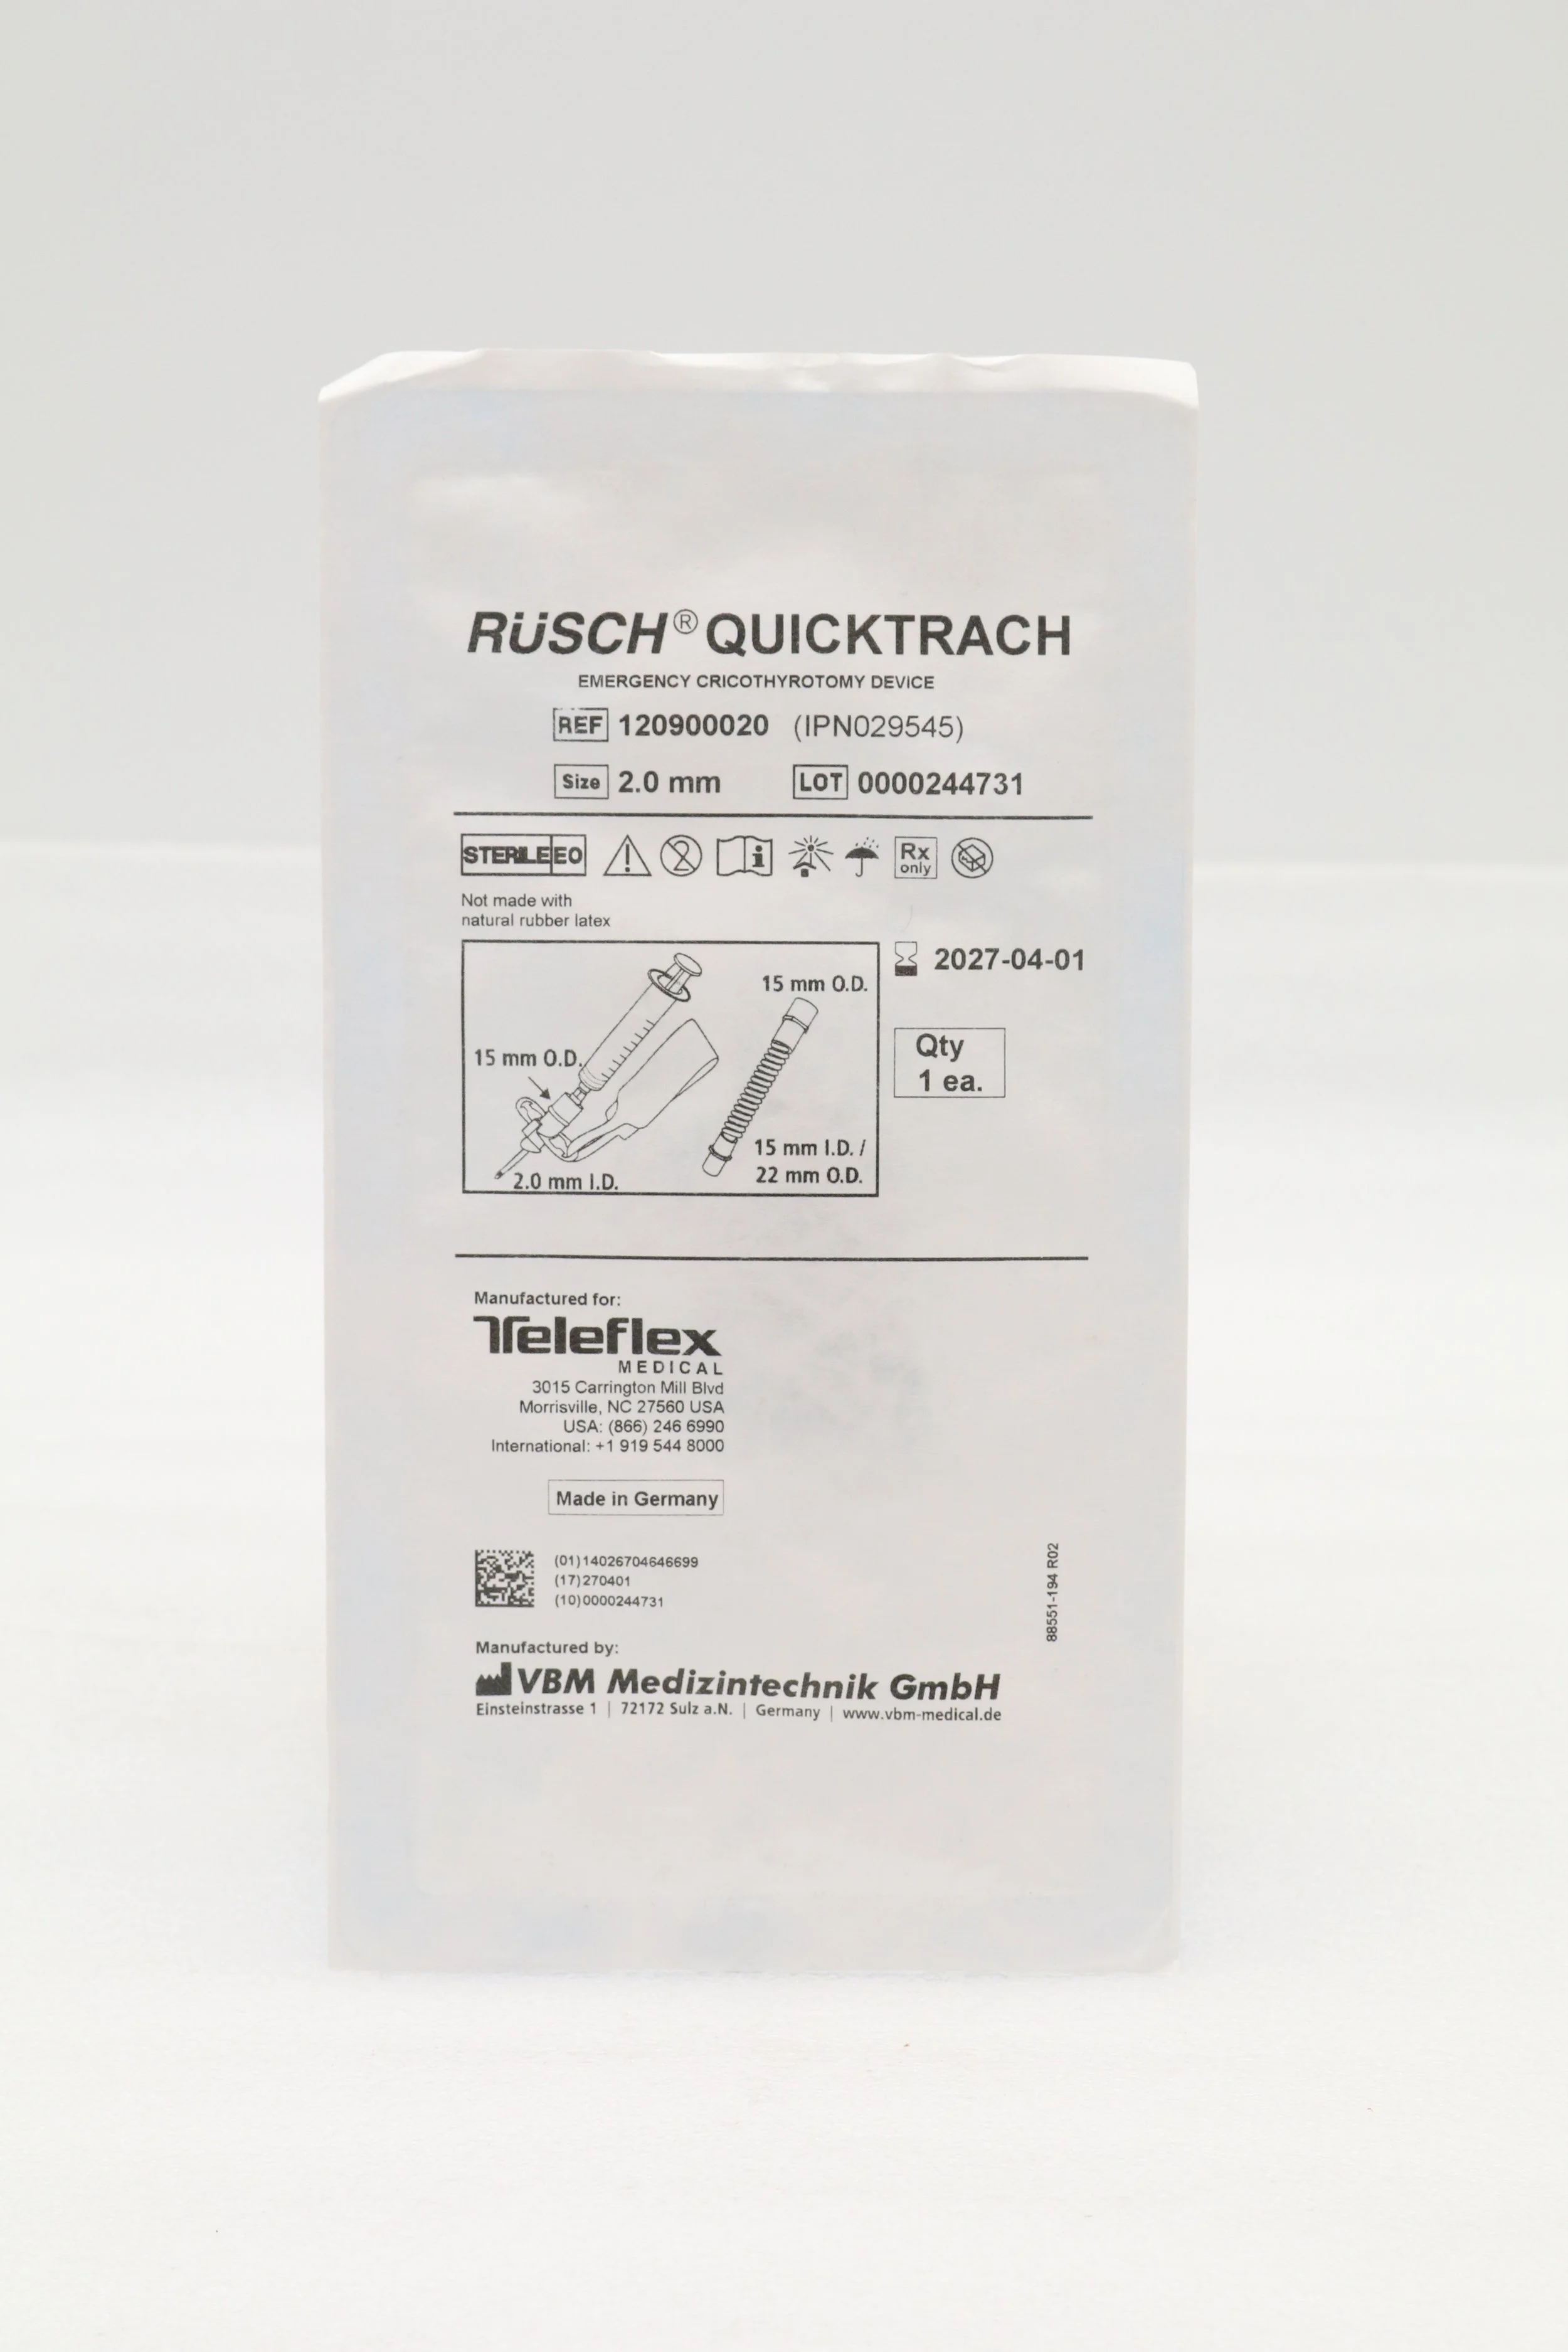 RÜSCH® QUICKTRACH
EMERGENCY CRICOTHYROTOMY DEVICE
REF 120900020 (IPN029545)
Size 2.0 mm LOT 0000244731
STERILE EO Rx only
Not made with
natural rubber latex
2027-04-01
15 mm O.D.
15 mm O.D.
Qty
1 ea.
15 mm I.D. /
22 mm O.D.
2.0 mm I.D.
Manufactured for:
Teleflex
MEDICAL
3015 Carrington Mill Blvd
Morrisville, NC 27560 USA
USA: (866) 246 6990
International: +1 919 544 8000
Made in Germany
(01)14026704646699
(17)270401
(10)0000244731
88551-194 R02
Manufactured by:
VBM Medizintechnik GmbH
Einsteinstrasse 1 | 72172 Sulz a.N. | Germany | www.vbm-medical.de